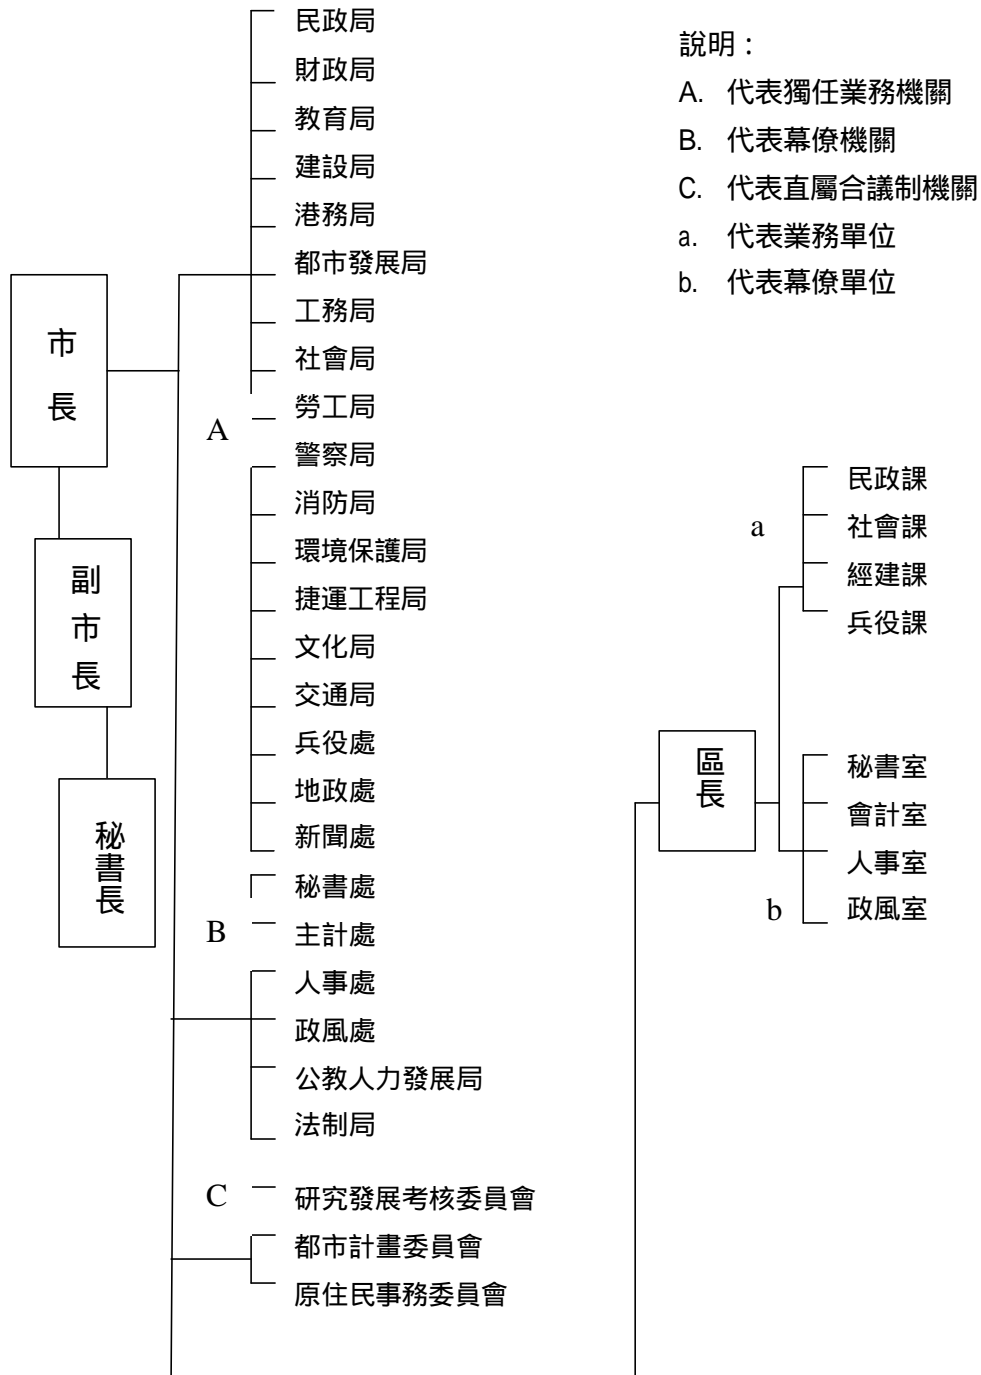 市長
副市長
秘書長
A
民政局
財政局
教育局
建設局
港務局
都市發展局
工務局
社會局
勞工局
警察局
消防局
環境保護局
捷運工程局
文化局
交通局
兵役處
地政處
新聞處
B
秘書處
主計處
人事處
政風處
公教人力發展局
法制局
C
研究發展考核委員會
都市計畫委員會
原住民事務委員會
說明：
A. 代表獨任業務機關
B. 代表幕僚機關
C. 代表直屬合議制機關
a. 代表業務單位
b. 代表幕僚單位
區長
a
民政課
社會課
經建課
兵役課
b
秘書室
會計室
人事室
政風室